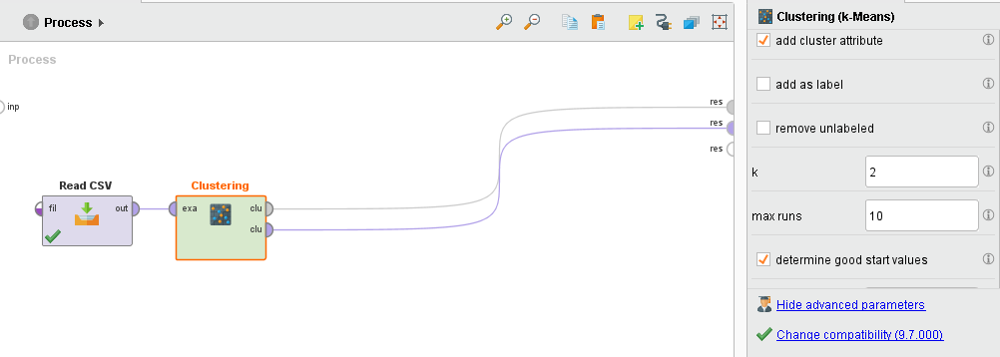 Process
Process
inp
res
res
res
Read CSV
fil
out
Clustering
exa
clu
clu
Clustering (k-Means)
add cluster attribute
add as label
remove unlabeled
k
2
max runs
10
determine good start values
Hide advanced parameters
Change compatibility (9.7.000)